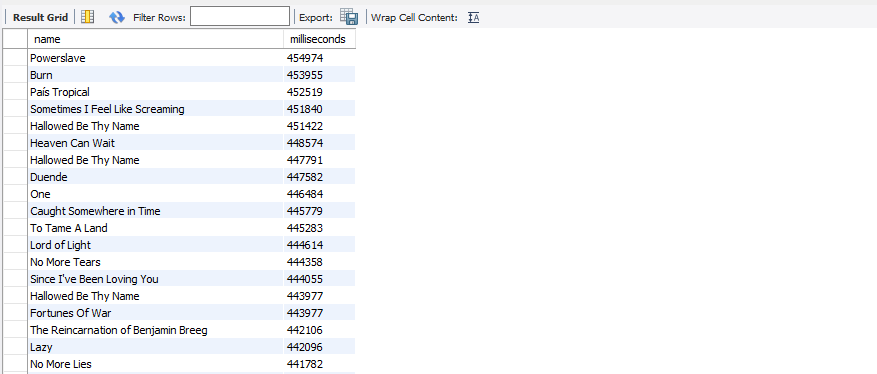 Result Grid Filter Rows: Export: Wrap Cell Content:
name milliseconds
Powerslave 454974
Burn 453955
País Tropical 452519
Sometimes I Feel Like Screaming 451840
Hallowed Be Thy Name 451422
Heaven Can Wait 448574
Hallowed Be Thy Name 447791
Duende 447582
One 446484
Caught Somewhere in Time 445779
To Tame A Land 445283
Lord of Light 444614
No More Tears 444358
Since I've Been Loving You 444055
Hallowed Be Thy Name 443977
Fortunes Of War 443977
The Reincarnation of Benjamin Breeg 442106
Lazy 442096
No More Lies 441782